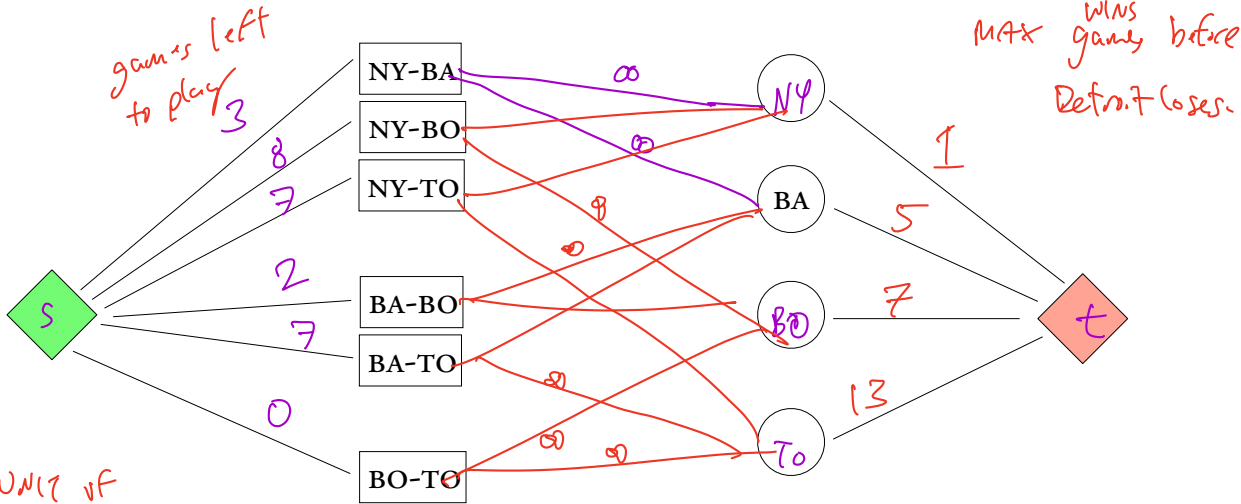 games left
to play
3
8
7
2
7
0
s
NY-BA
NY-BO
NY-TO
BA-BO
BA-TO
BO-TO
∞
∞
∞
∞
∞
∞
∞
NY
BA
BO
TO
1
5
7
13
t
WINS
MAX games before
Detroit loses.